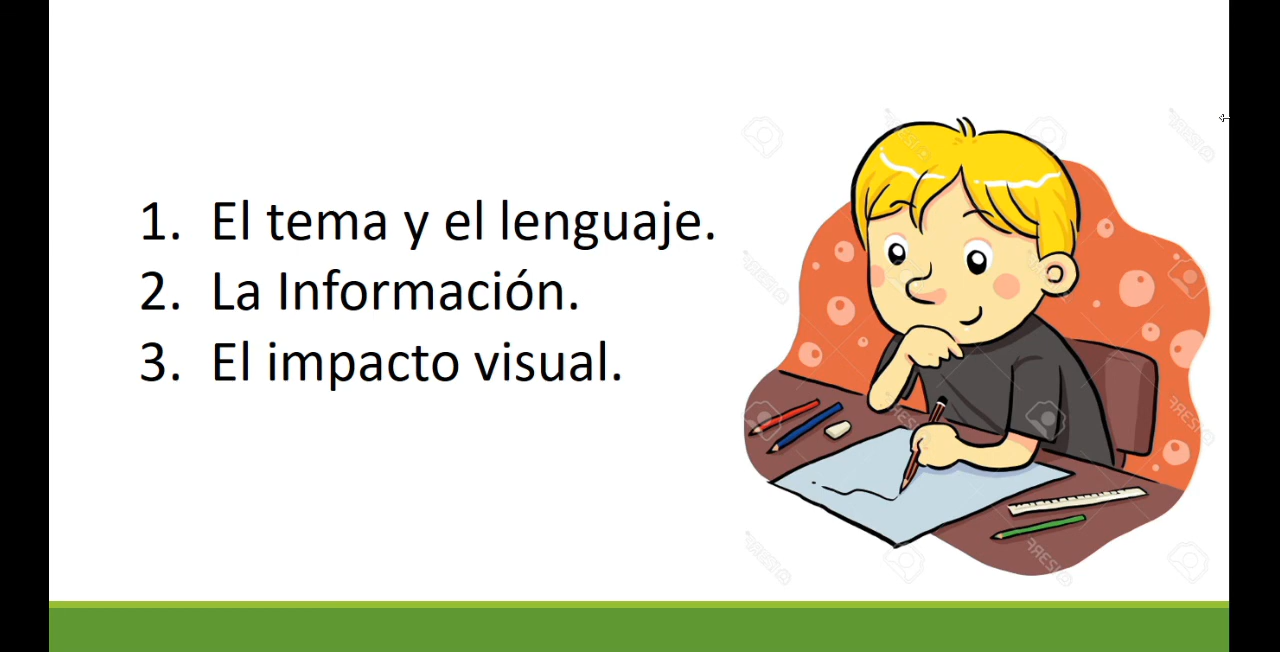 1. El tema y el lenguaje.
2. La Información.
3. El impacto visual.